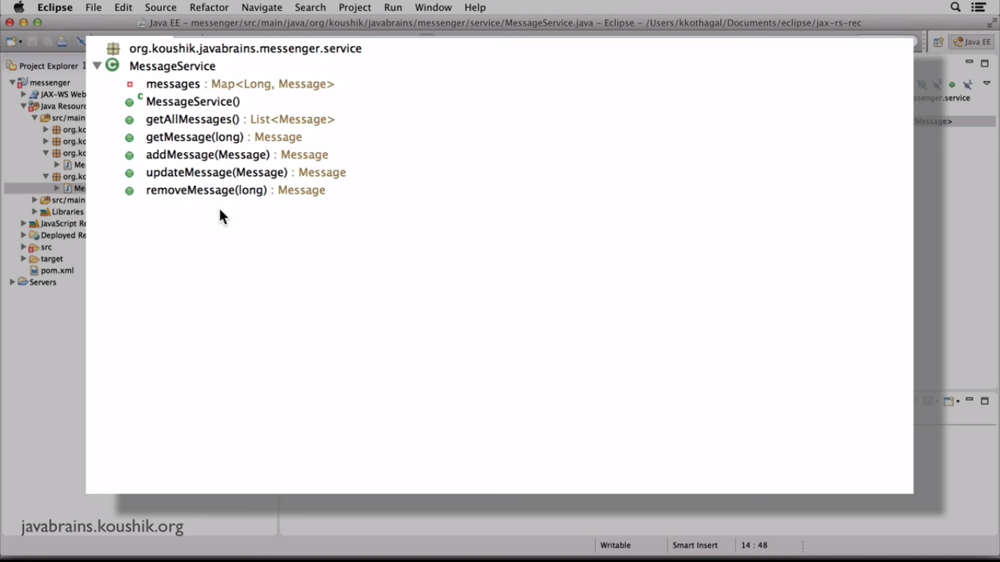 Eclipse File Edit Source Refactor Navigate Search Project Run Window Help
Java EE – messenger/src/main/java/org/koushik/javabrains/messenger/service/MessageService.java – Eclipse – /Users/kkothagal/Documents/eclipse/jax-rs-rec
Java EE
Project Explorer
messenger
JAX-WS Web
Java Resourc
src/main
org.ko
org.ko
org.ko
Me
org.ko
Me
src/main
Libraries
JavaScript Re
Deployed Re
src
target
pom.xml
Servers
org.koushik.javabrains.messenger.service
MessageService
messages : Map<Long, Message>
C MessageService()
getAllMessages() : List<Message>
getMessage(long) : Message
addMessage(Message) : Message
updateMessage(Message) : Message
removeMessage(long) : Message
senger.service
Message>
javabrains.koushik.org
Writable Smart Insert 14 : 48